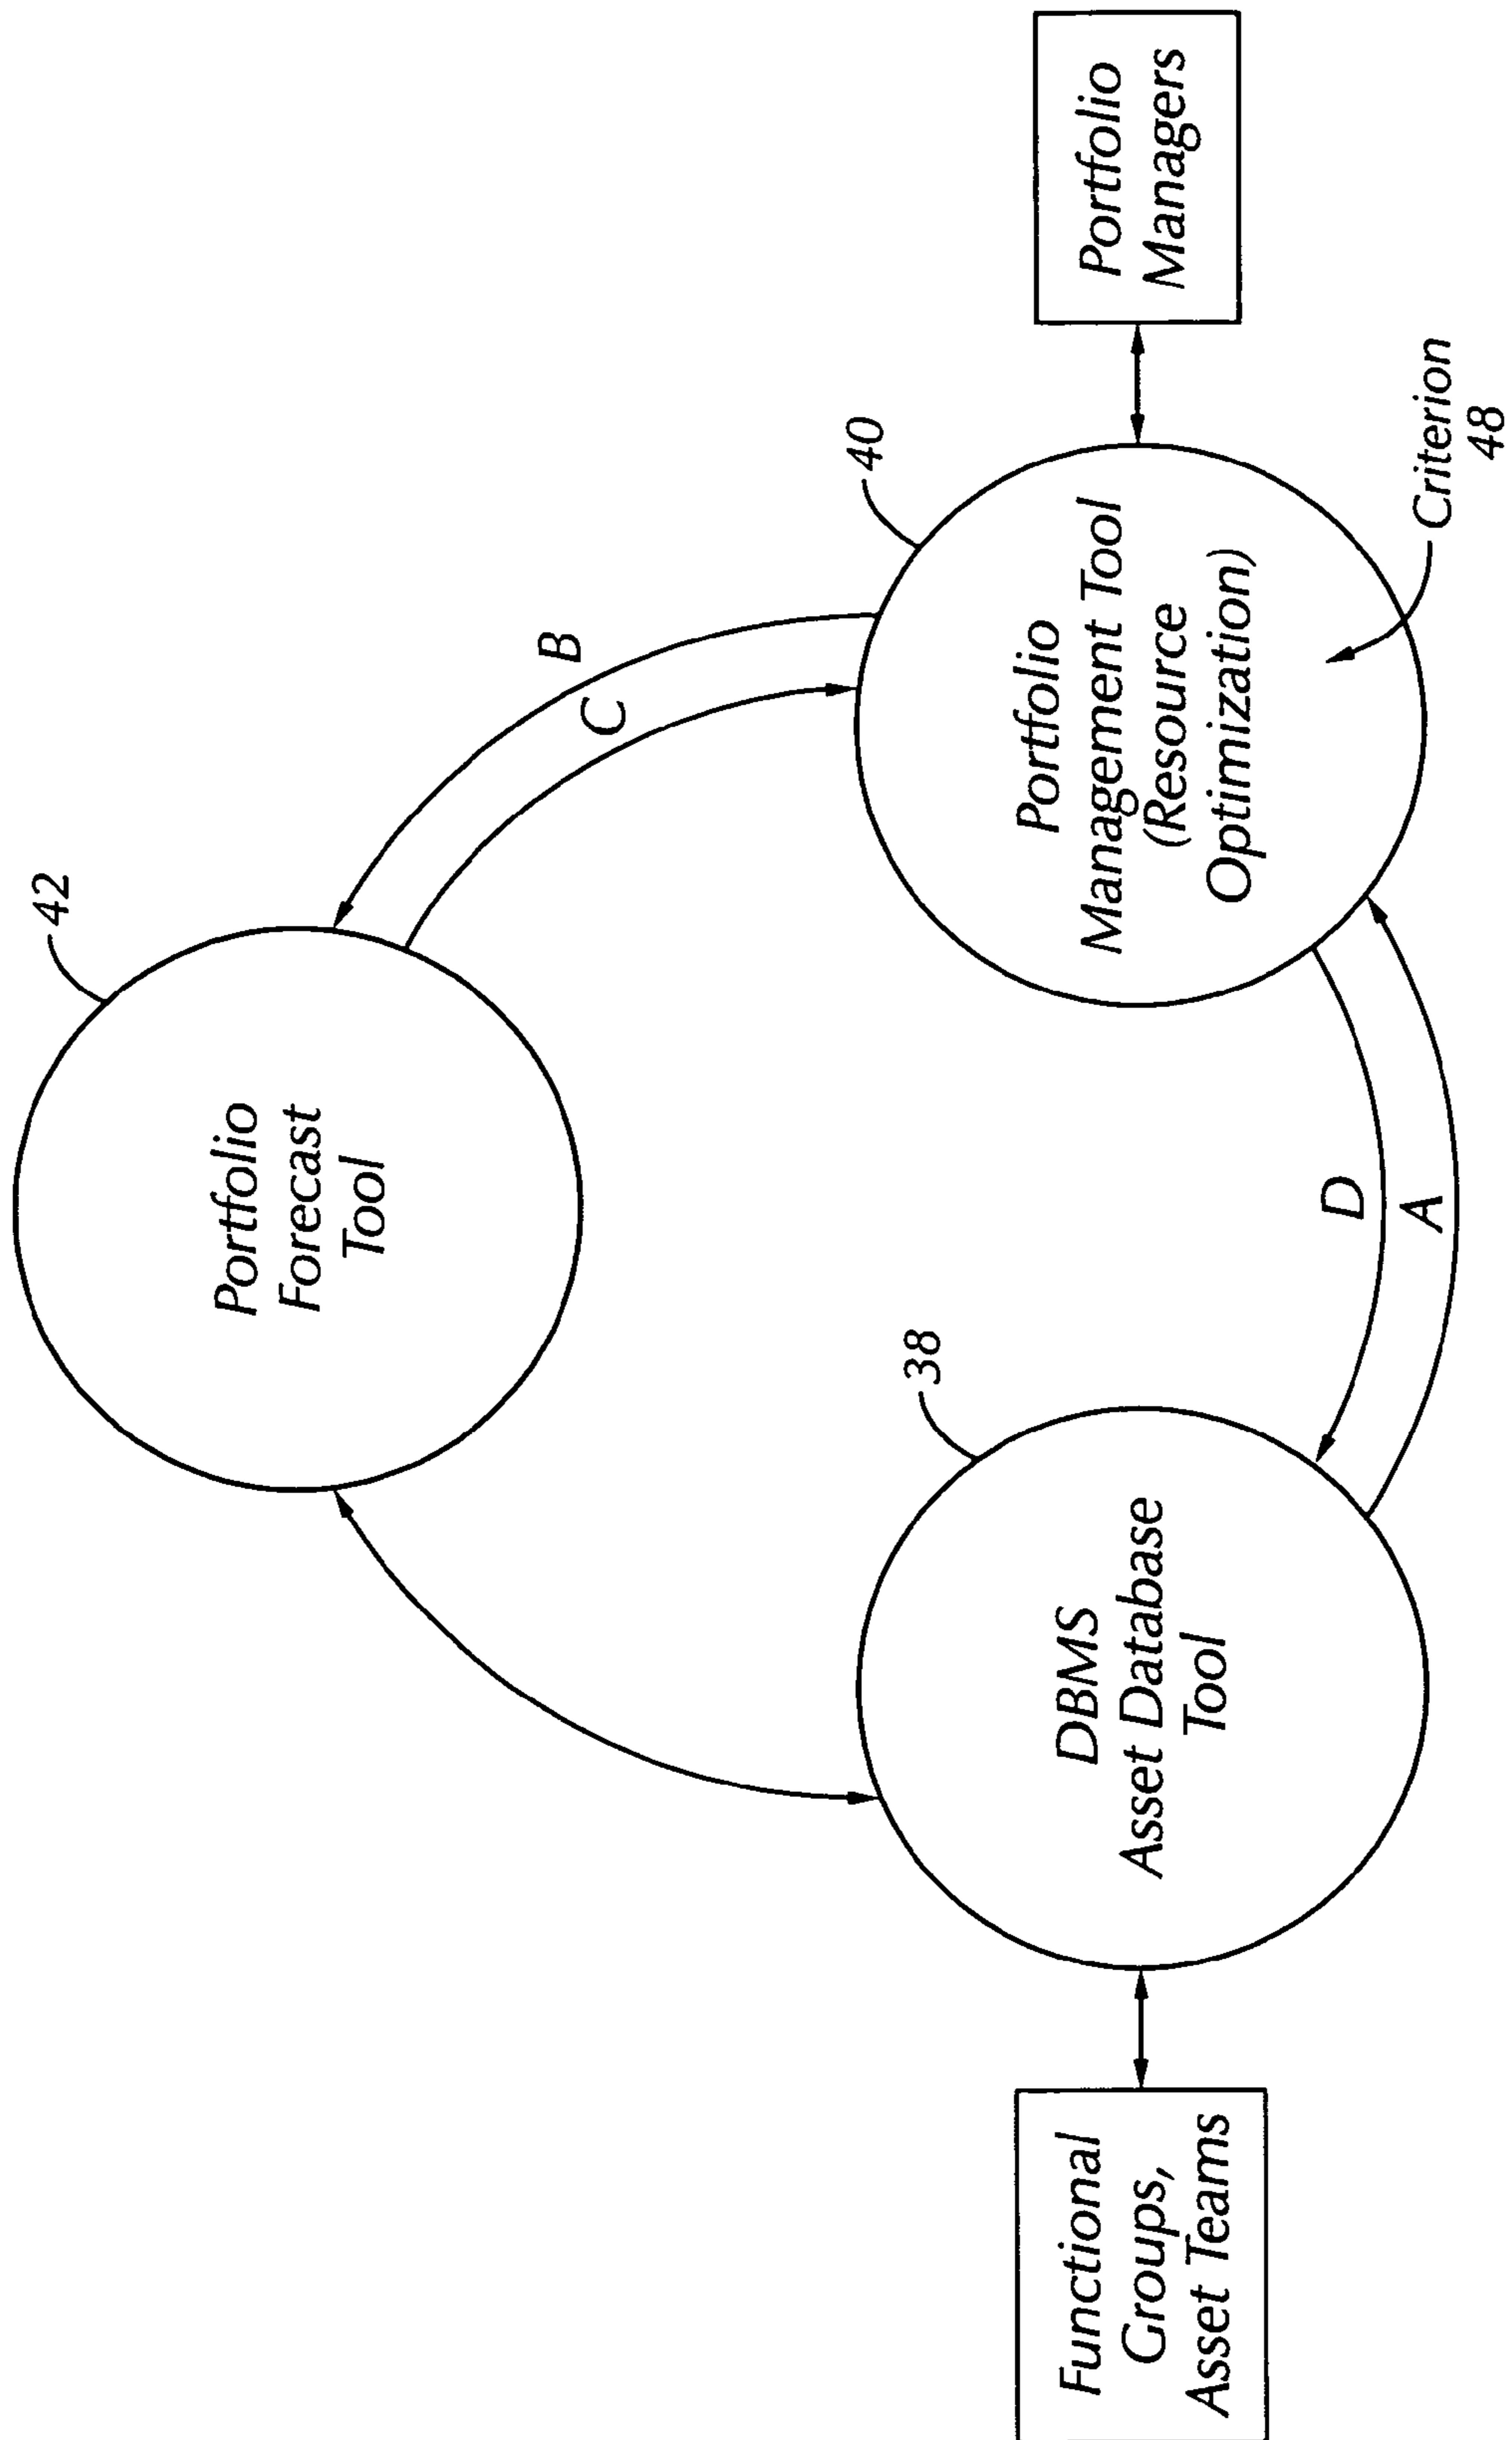 42
Portfolio
Forecast
Tool
B
C
40
38
Functional
Groups,
Asset Teams
DBMS
Asset Database
Tool
D
A
Portfolio
Management Tool
(Resource
Optimization)
Portfolio
Managers
Criterion
48